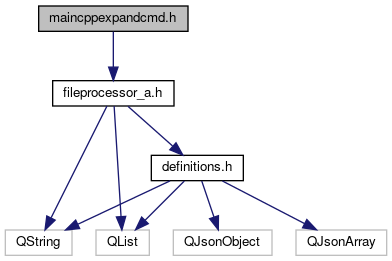 maincppexpandcmd.h
fileprocessor_a.h
definitions.h
QString
QList
QJsonObject
QJsonArray